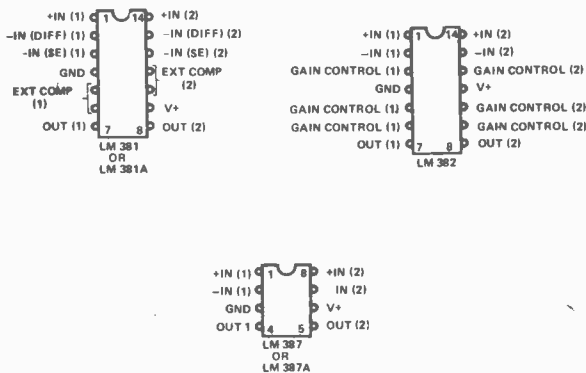 +IN (1) 1 14 +IN (2)
−IN (DIFF) (1) −IN (DIFF) (2)
−IN (SE) (1) −IN (SE) (2)
GND EXT COMP
(2)
EXT COMP
(1) V+
OUT (1) 7 8 OUT (2)
LM 381
OR
LM 381A
+IN (1) 1 14 +IN (2)
−IN (1) −IN (2)
GAIN CONTROL (1) GAIN CONTROL (2)
GND V+
GAIN CONTROL (1) GAIN CONTROL (2)
GAIN CONTROL (1) GAIN CONTROL (2)
OUT (1) 7 8 OUT (2)
LM 382
+IN (1) 1 8 +IN (2)
−IN (1) IN (2)
GND V+
OUT 1 4 5 OUT (2)
LM 387
OR
LM 387A